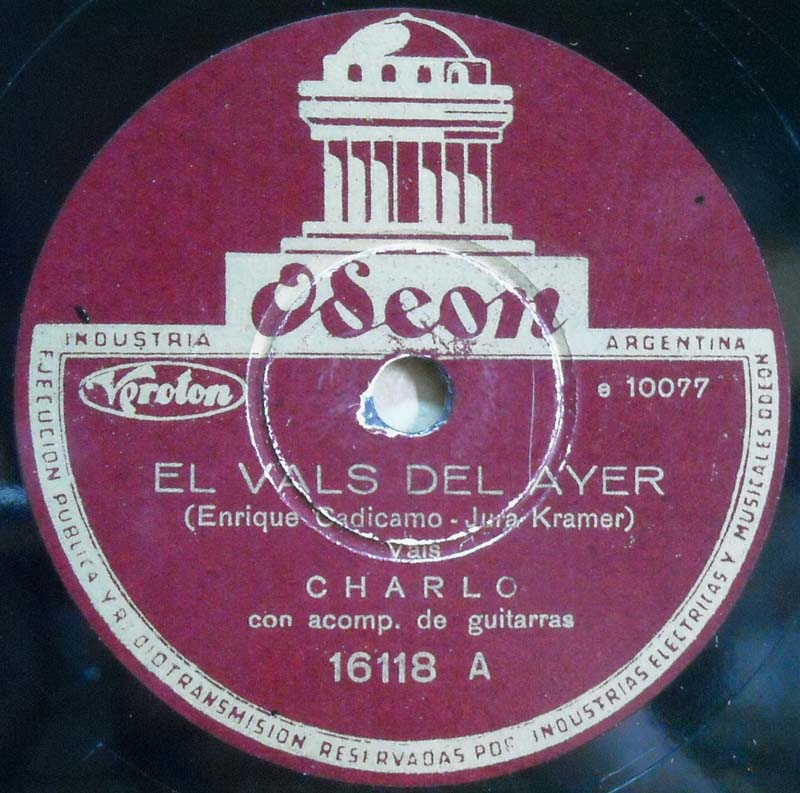 Odeon
INDUSTRIA ARGENTINA
Veroton
e 10077
EL VALS DEL AYER
(Enrique Cadicamo - Jura Kramer)
Vals
CHARLO
con acomp. de guitarras
16118 A
EJECUCION PUBLICA Y RADIOTRANSMISION RESERVADAS POR INDUSTRIAS ELECTRICAS Y MUSICALES ODEON